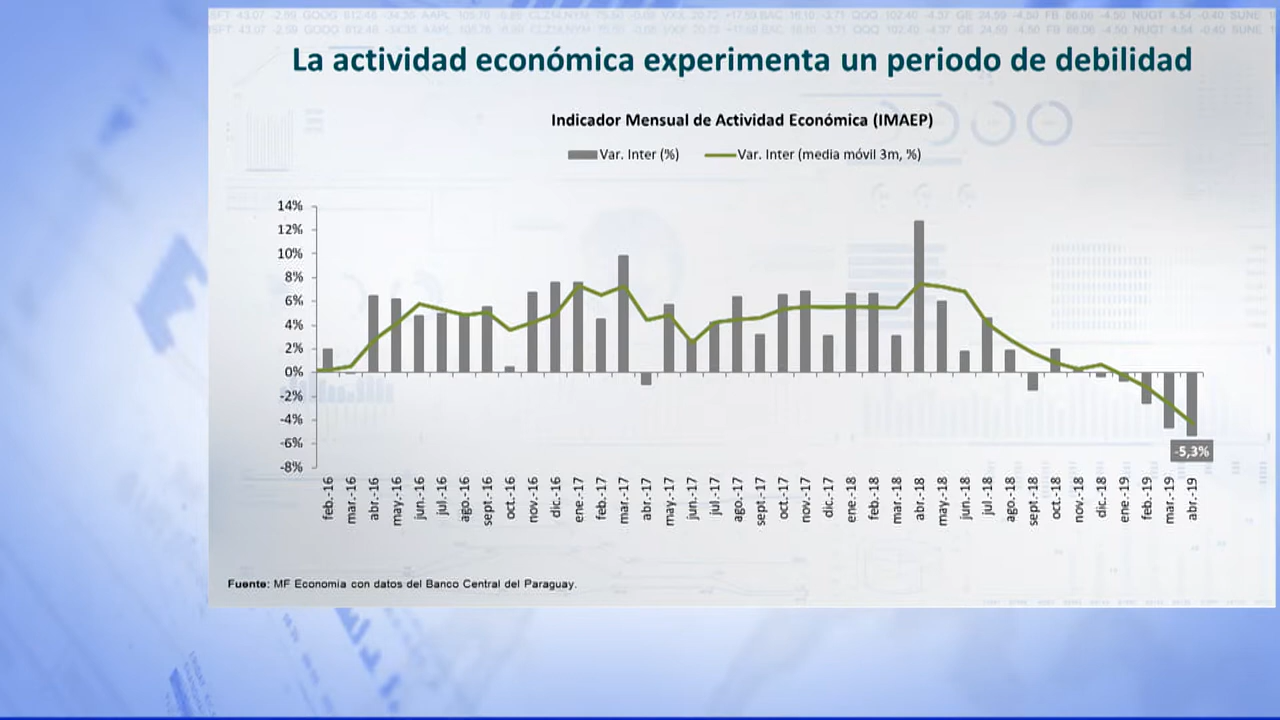 La actividad económica experimenta un periodo de debilidad
Indicador Mensual de Actividad Económica (IMAEP)
Var. Inter (%) Var. Inter (media móvil 3m, %)
14%
12%
10%
8%
6%
4%
2%
0%
-2%
-4%
-6%
-8%
-5,3%
feb.-16 mar.-16 abr.-16 may.-16 jun.-16 jul.-16 ago.-16 sept.-16 oct.-16 nov.-16 dic.-16 ene.-17 feb.-17 mar.-17 abr.-17 may.-17 jun.-17 jul.-17 ago.-17 sept.-17 oct.-17 nov.-17 dic.-17 ene.-18 feb.-18 mar.-18 abr.-18 may.-18 jun.-18 jul.-18 ago.-18 sept.-18 oct.-18 nov.-18 dic.-18 ene.-19 feb.-19 mar.-19 abr.-19
Fuente: MF Economia con datos del Banco Central del Paraguay.